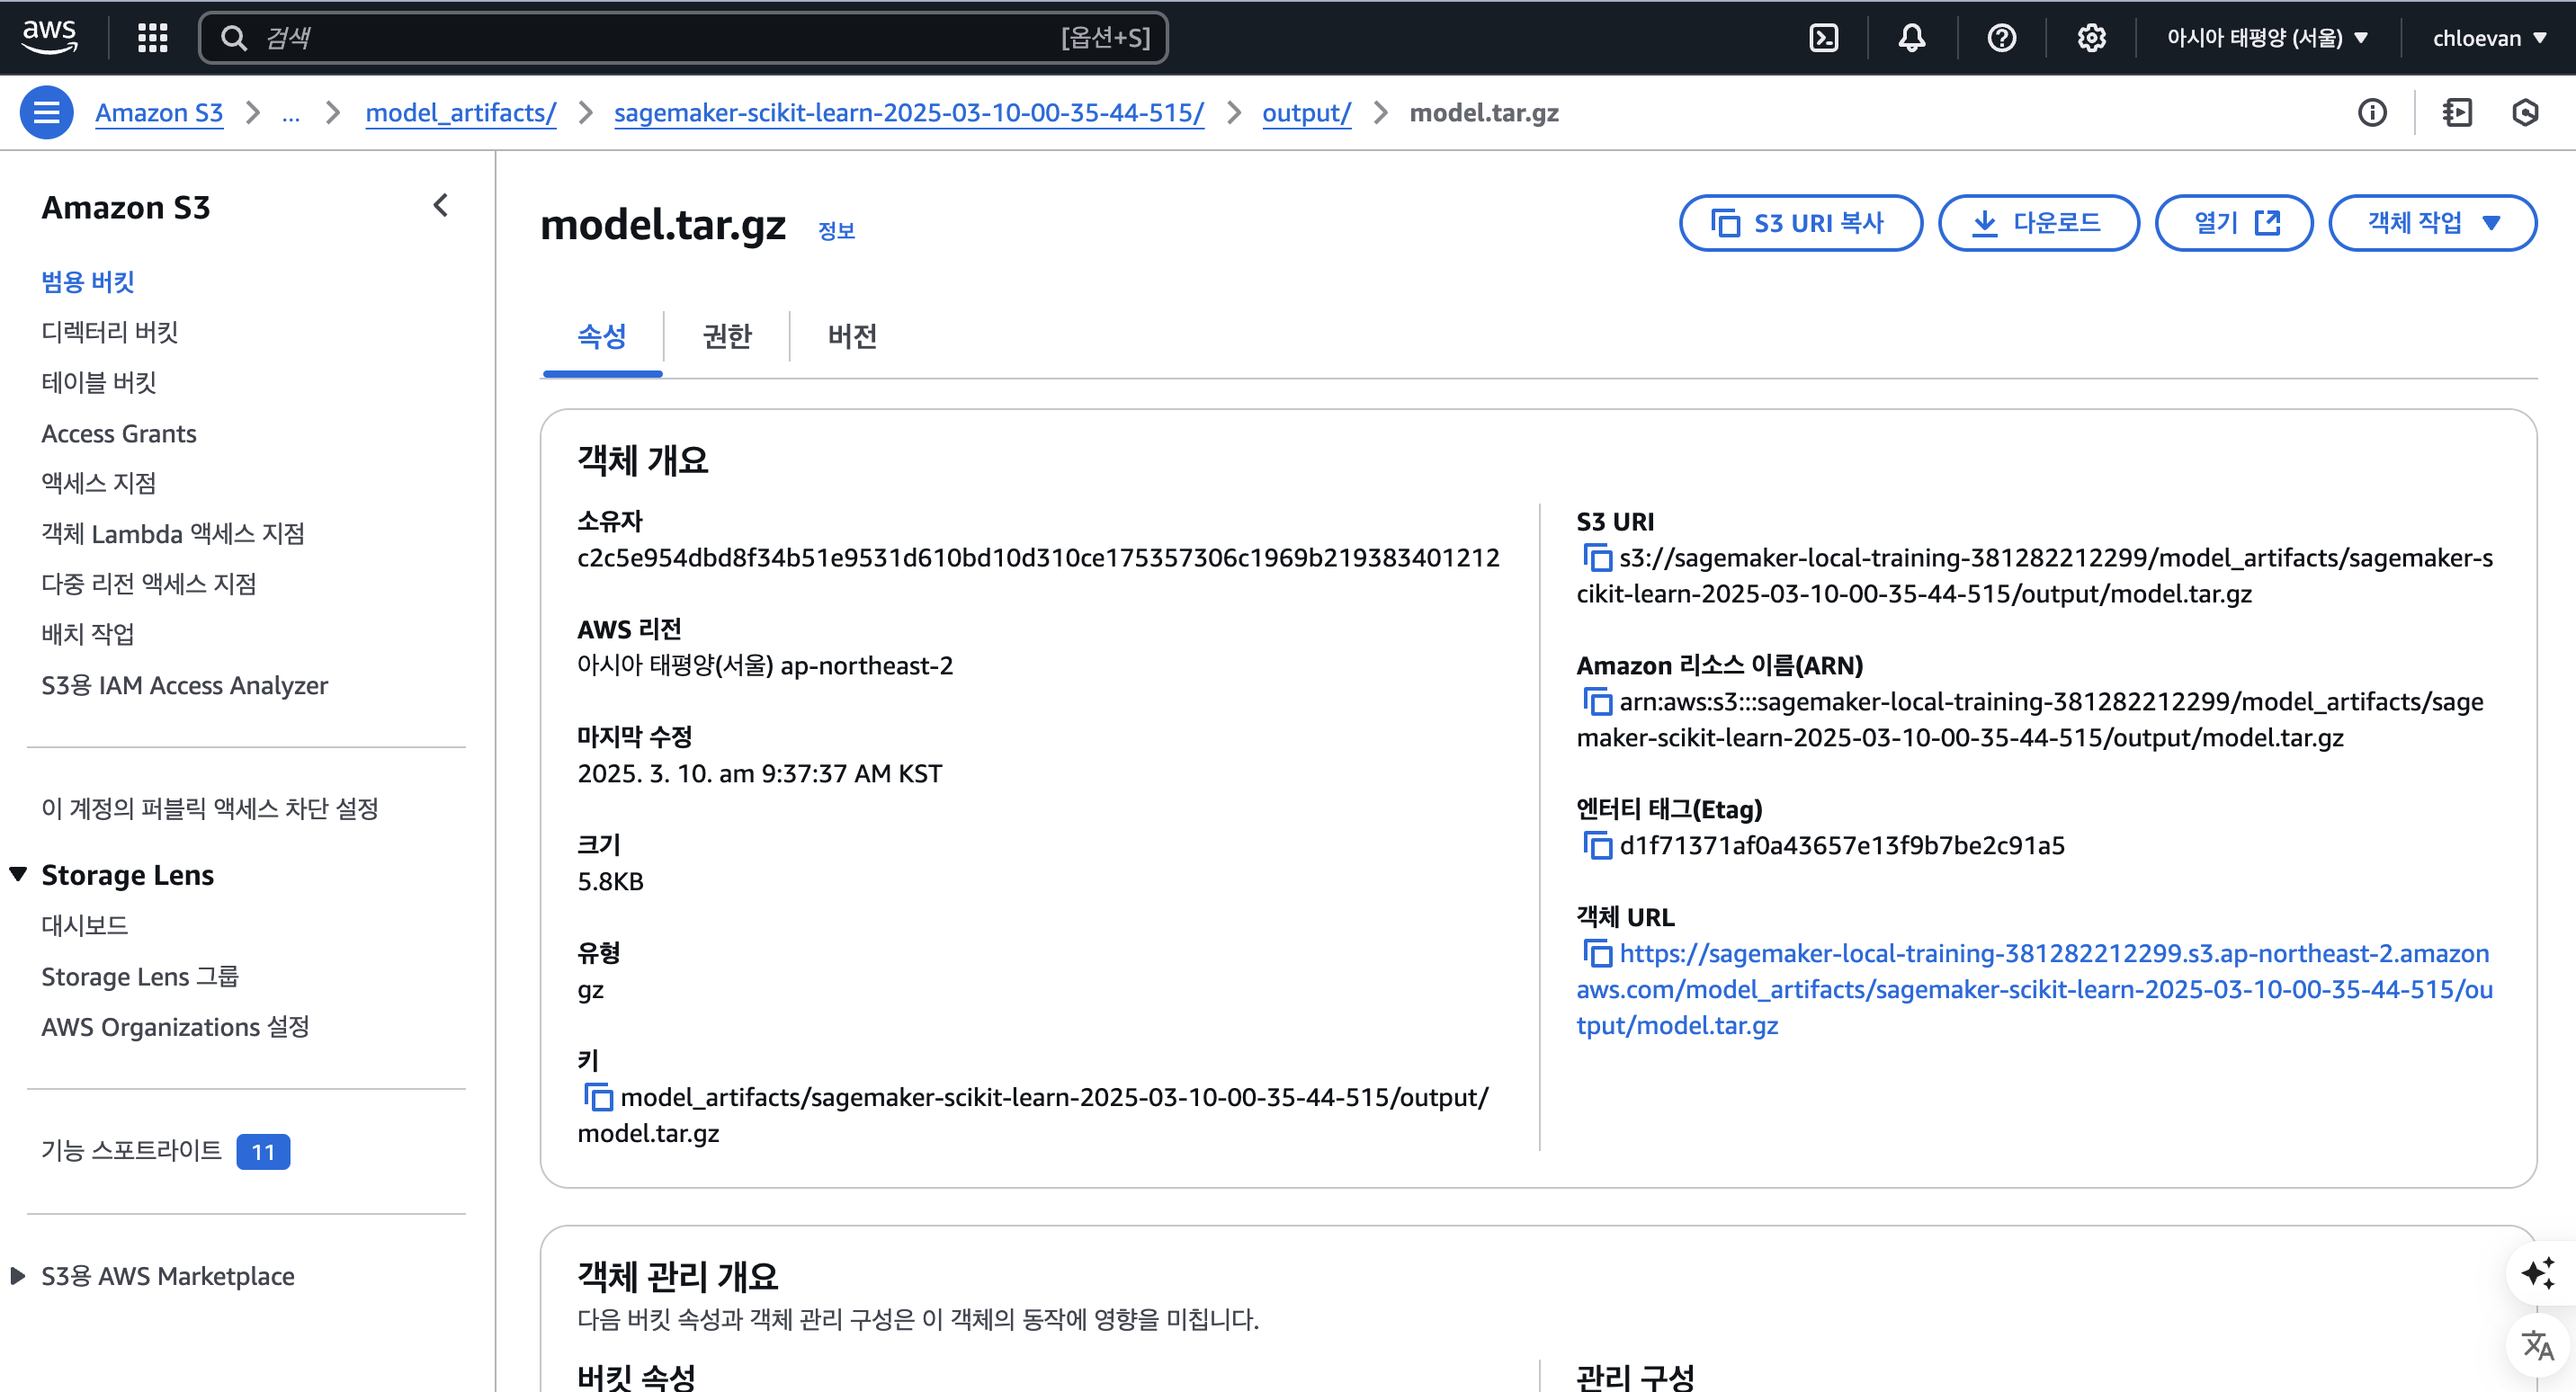 aws
검색
[옵션+S]
아시아 태평양 (서울)
chloevan
Amazon S3
...
model_artifacts/
sagemaker-scikit-learn-2025-03-10-00-35-44-515/
output/
model.tar.gz
Amazon S3
범용 버킷
디렉터리 버킷
테이블 버킷
Access Grants
액세스 지점
객체 Lambda 액세스 지점
다중 리전 액세스 지점
배치 작업
S3용 IAM Access Analyzer
이 계정의 퍼블릭 액세스 차단 설정
Storage Lens
대시보드
Storage Lens 그룹
AWS Organizations 설정
기능 스포트라이트 11
S3용 AWS Marketplace
model.tar.gz 정보
S3 URI 복사
다운로드
열기
객체 작업
속성
권한
버전
객체 개요
소유자
c2c5e954dbd8f34b51e9531d610bd10d310ce175357306c1969b219383401212
AWS 리전
아시아 태평양(서울) ap-northeast-2
마지막 수정
2025. 3. 10. am 9:37:37 AM KST
크기
5.8KB
유형
gz
키
model_artifacts/sagemaker-scikit-learn-2025-03-10-00-35-44-515/output/
model.tar.gz
S3 URI
s3://sagemaker-local-training-381282212299/model_artifacts/sagemaker-s
cikit-learn-2025-03-10-00-35-44-515/output/model.tar.gz
Amazon 리소스 이름(ARN)
arn:aws:s3:::sagemaker-local-training-381282212299/model_artifacts/sage
maker-scikit-learn-2025-03-10-00-35-44-515/output/model.tar.gz
엔터티 태그(Etag)
d1f71371af0a43657e13f9b7be2c91a5
객체 URL
https://sagemaker-local-training-381282212299.s3.ap-northeast-2.amazon
aws.com/model_artifacts/sagemaker-scikit-learn-2025-03-10-00-35-44-515/ou
tput/model.tar.gz
객체 관리 개요
다음 버킷 속성과 객체 관리 구성은 이 객체의 동작에 영향을 미칩니다.
버킷 속성
관리 구성